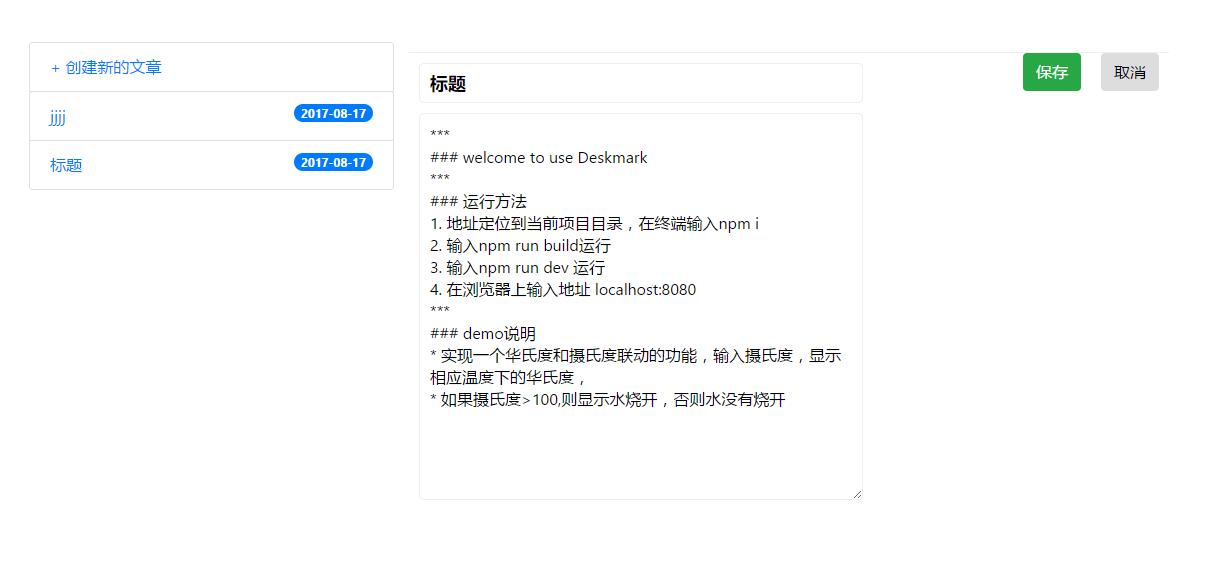 + 创建新的文章
jjjj 2017-08-17
标题 2017-08-17
保存 取消
标题
***
### welcome to use Deskmark
***
### 运行方法
1. 地址定位到当前项目目录，在终端输入npm i
2. 输入npm run build运行
3. 输入npm run dev 运行
4. 在浏览器上输入地址 localhost:8080
***
### demo说明
* 实现一个华氏度和摄氏度联动的功能，输入摄氏度，显示
相应温度下的华氏度，
* 如果摄氏度>100,则显示水烧开，否则水没有烧开